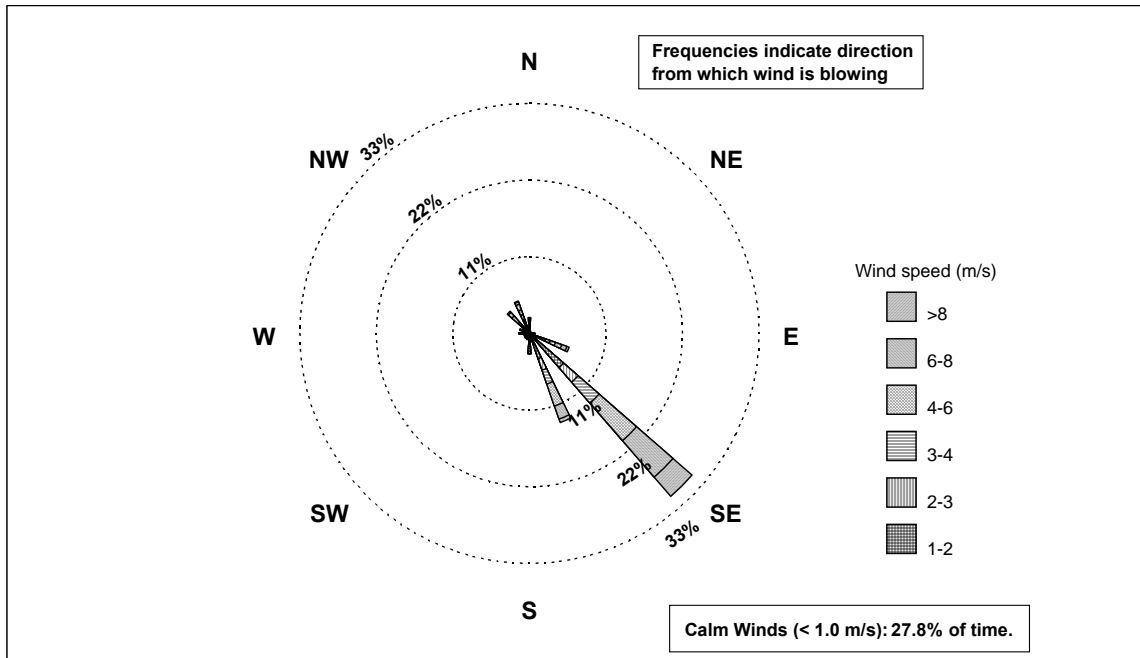 Frequencies indicate direction
from which wind is blowing
N
NW
NE
33%
22%
11%
W
E
Wind speed (m/s)
>8
6-8
4-6
3-4
2-3
1-2
11%
22%
33%
SW
SE
S
Calm Winds (< 1.0 m/s): 27.8% of time.